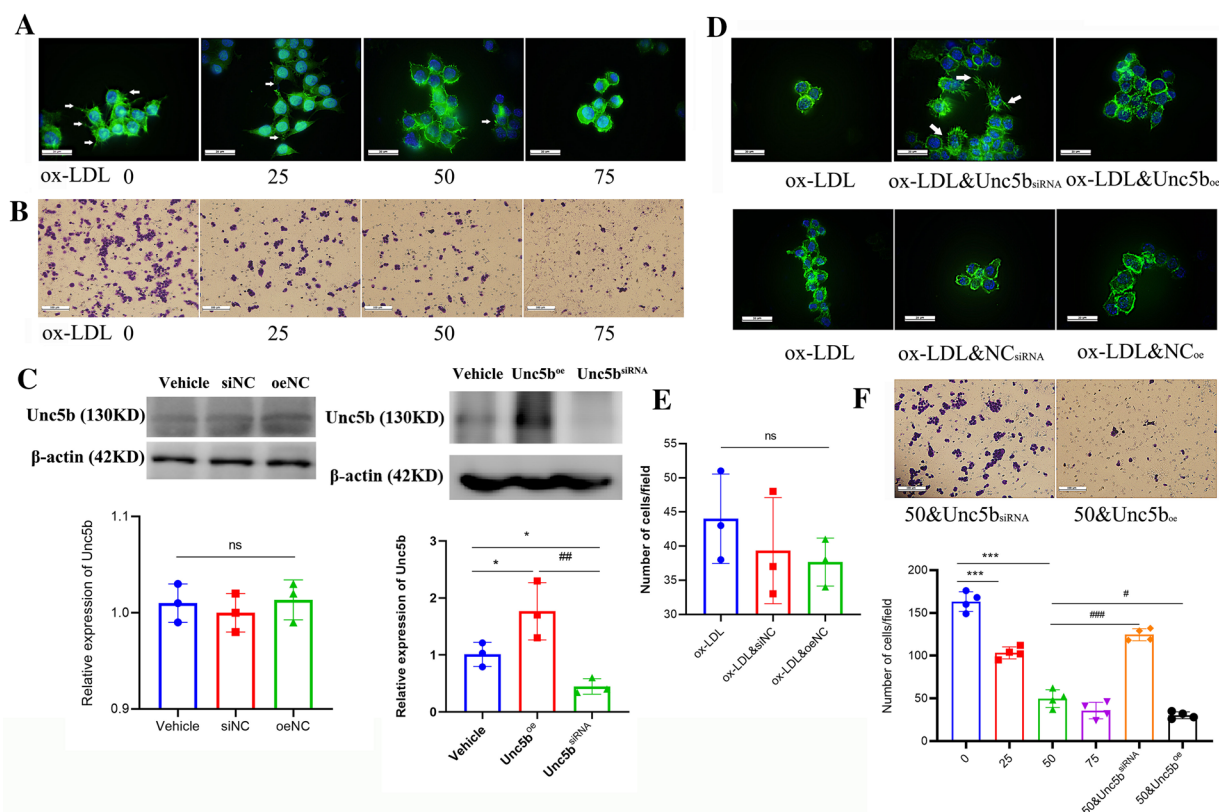 A
ox-LDL 0 25 50 75
B
ox-LDL 0 25 50 75
C
Vehicle siNC oeNC
Unc5b (130KD)
β-actin (42KD)
Vehicle Unc5b^oe Unc5b^siRNA
Unc5b (130KD)
β-actin (42KD)
Relative expression of Unc5b
1.1
1.0
0.9
ns
Vehicle siNC oeNC
Relative expression of Unc5b
3
2
1
0
*
* ##
Vehicle Unc5b^oe Unc5b^siRNA
D
ox-LDL ox-LDL&Unc5b_siRNA ox-LDL&Unc5b_oe
ox-LDL ox-LDL&NC_siRNA ox-LDL&NC_oe
E
Number of cells/field
55
50
45
40
35
30
ns
ox-LDL ox-LDL&siNC ox-LDL&oeNC
F
50&Unc5b_siRNA 50&Unc5b_oe
Number of cells/field
200
150
100
50
0
***
***
#
###
0 25 50 75 50&Unc5b^siRNA 50&Unc5b^oe